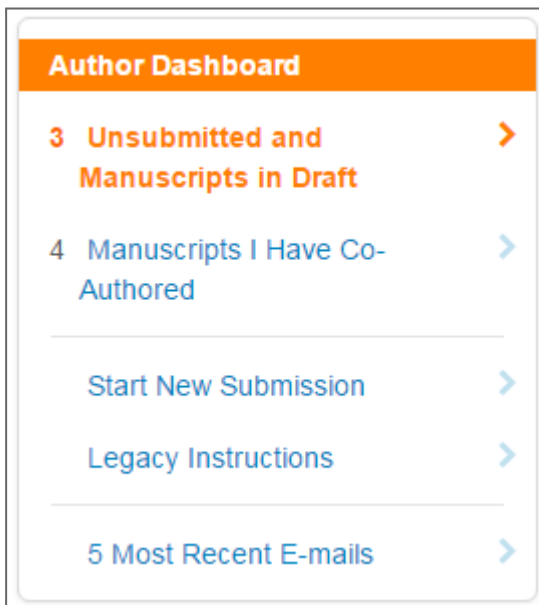 Author Dashboard
3 Unsubmitted and
Manuscripts in Draft
4 Manuscripts I Have Co-
Authored
Start New Submission
Legacy Instructions
5 Most Recent E-mails